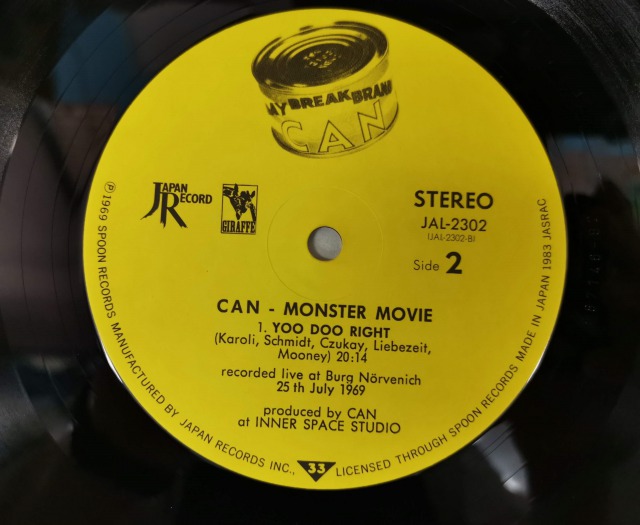 MY BREAK BRAND
CAN
JAPAN RECORD
GIRAFFE
STEREO
JAL-2302
(JAL-2302-B)
Side 2
CAN - MONSTER MOVIE
1. YOO DOO RIGHT
(Karoli, Schmidt, Czukay, Liebezeit,
Mooney) 20:14
recorded live at Burg Nörvenich
25th July 1969
produced by CAN
at INNER SPACE STUDIO
℗1969 SPOON RECORDS MANUFACTURED BY JAPAN RECORDS INC., 33 LICENSED THROUGH SPOON RECORDS MADE IN JAPAN 1983 JASRAC